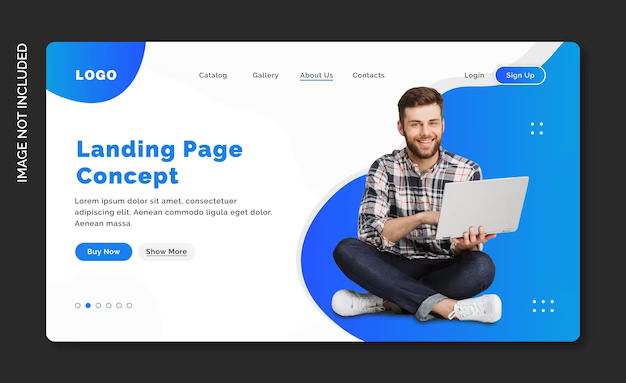 IMAGE NOT INCLUDED
LOGO
Catalog
Gallery
About Us
Contacts
Login
Sign Up
Landing Page
Concept
Lorem ipsum dolor sit amet, consectetur
adipiscing elit. Aenean commodo ligula eget dolor.
Aenean massa.
Buy Now
Show More